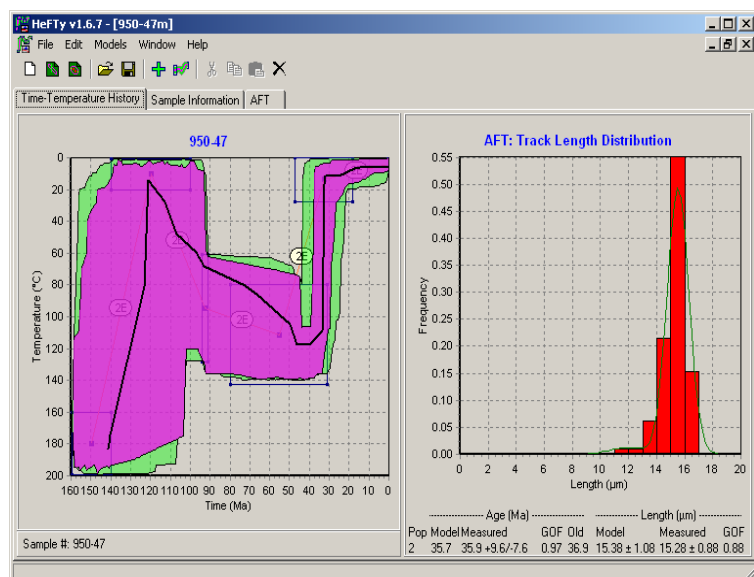 HeFTy v1.6.7 - [950-47m]
File Edit Models Window Help
Time-Temperature History Sample Information AFT
950-47
0
20
40
60
80
100
120
140
160
180
200
Temperature (°C)
2E
2E
2E
2E
2E
160 150 140 130 120 110 100 90 80 70 60 50 40 30 20 10 0
Time (Ma)
Sample #: 950-47
AFT: Track Length Distribution
0.55
0.50
0.45
0.40
0.35
0.30
0.25
0.20
0.15
0.10
0.05
0.00
Frequency
0 2 4 6 8 10 12 14 16 18 20
Length (µm)
Age (Ma) Length (µm)
Pop Model Measured GOF Old Model Measured GOF
2 35.7 35.9 +9.6/-7.6 0.97 36.9 15.38 ± 1.08 15.28 ± 0.88 0.88